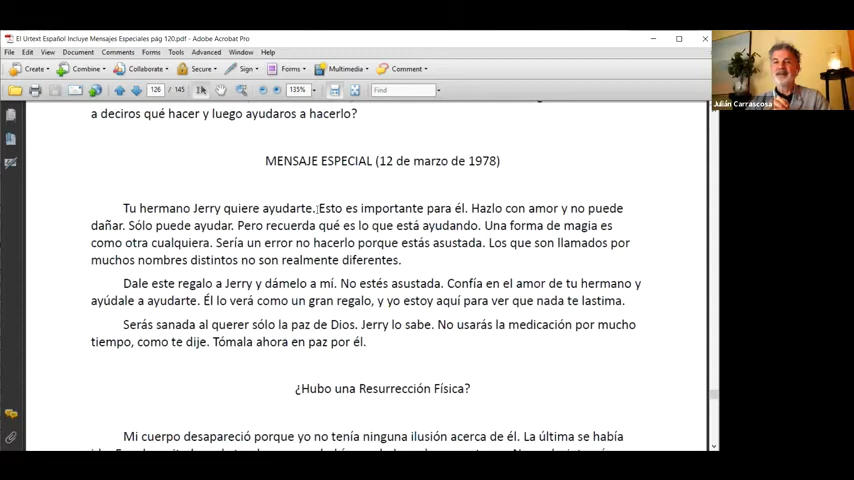 El Urtext Español Incluye Mensajes Especiales pág 120.pdf - Adobe Acrobat Pro
File Edit View Document Comments Forms Tools Advanced Window Help
Create Combine Collaborate Secure Sign Forms Multimedia Comment
126 / 145 135% Find
Julián Carrascosa
a deciros qué hacer y luego ayudaros a hacerlo?
MENSAJE ESPECIAL (12 de marzo de 1978)
Tu hermano Jerry quiere ayudarte. Esto es importante para él. Hazlo con amor y no puede
dañar. Sólo puede ayudar. Pero recuerda qué es lo que está ayudando. Una forma de magia es
como otra cualquiera. Sería un error no hacerlo porque estás asustada. Los que son llamados por
muchos nombres distintos no son realmente diferentes.
Dale este regalo a Jerry y dámelo a mí. No estés asustada. Confía en el amor de tu hermano y
ayúdale a ayudarte. Él lo verá como un gran regalo, y yo estoy aquí para ver que nada te lastima.
Serás sanada al querer sólo la paz de Dios. Jerry lo sabe. No usarás la medicación por mucho
tiempo, como te dije. Tómala ahora en paz por él.
¿Hubo una Resurrección Física?
Mi cuerpo desapareció porque yo no tenía ninguna ilusión acerca de él. La última se había